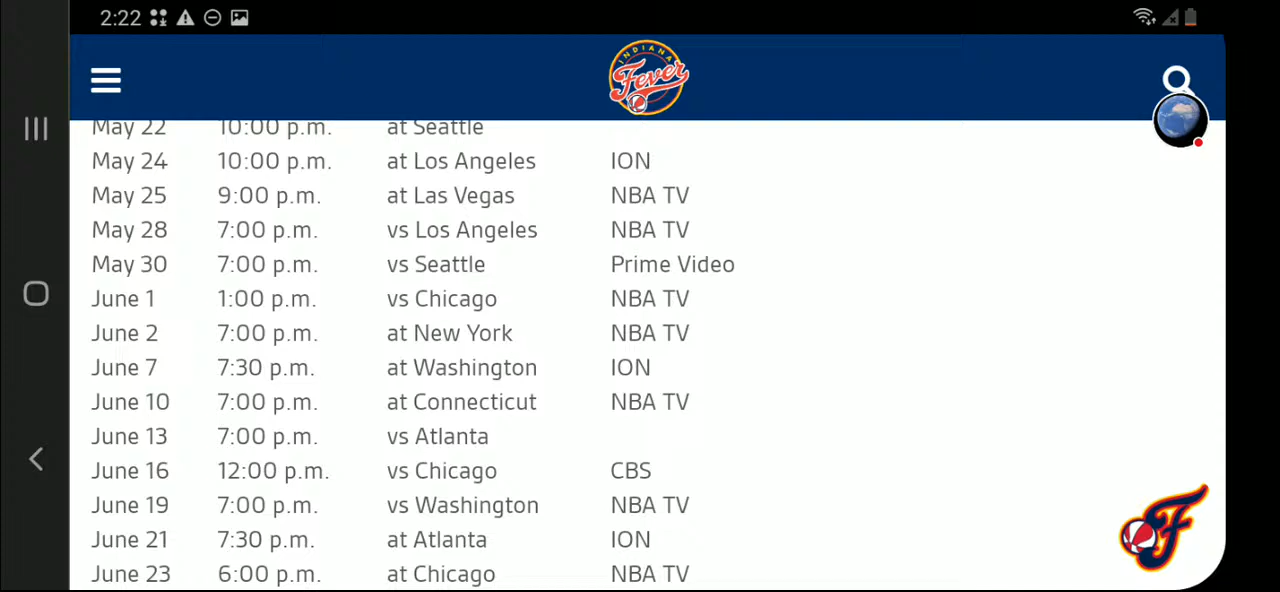 2:22
INDIANA
Fever
May 22 10:00 p.m. at Seattle
May 24 10:00 p.m. at Los Angeles ION
May 25 9:00 p.m. at Las Vegas NBA TV
May 28 7:00 p.m. vs Los Angeles NBA TV
May 30 7:00 p.m. vs Seattle Prime Video
June 1 1:00 p.m. vs Chicago NBA TV
June 2 7:00 p.m. at New York NBA TV
June 7 7:30 p.m. at Washington ION
June 10 7:00 p.m. at Connecticut NBA TV
June 13 7:00 p.m. vs Atlanta
June 16 12:00 p.m. vs Chicago CBS
June 19 7:00 p.m. vs Washington NBA TV
June 21 7:30 p.m. at Atlanta ION
June 23 6:00 p.m. at Chicago NBA TV
F